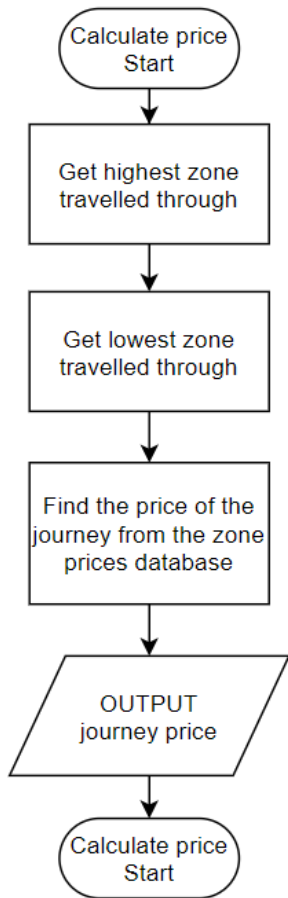 Calculate price
Start
Get highest zone
travelled through
Get lowest zone
travelled through
Find the price of the
journey from the zone
prices database
OUTPUT
journey price
Calculate price
Start